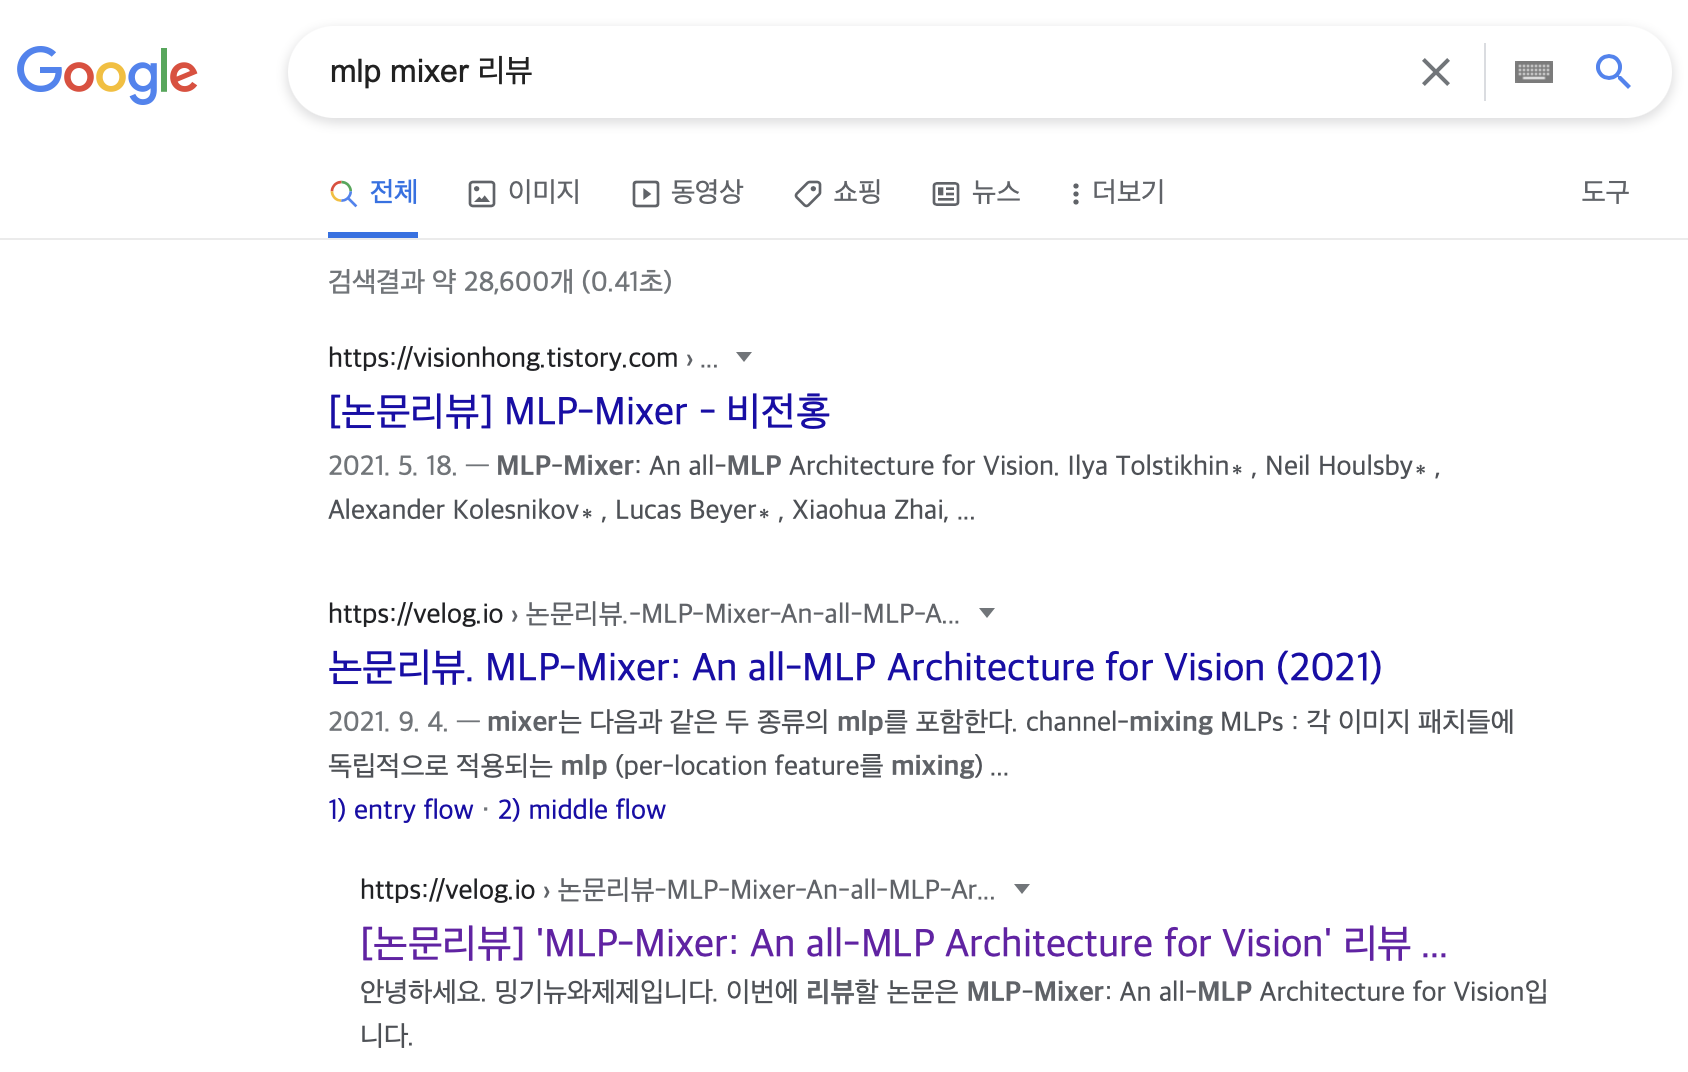 Google
mlp mixer 리뷰
전체 이미지 동영상 쇼핑 뉴스 더보기 도구
검색결과 약 28,600개 (0.41초)
https://visionhong.tistory.com › ...
[논문리뷰] MLP-Mixer - 비전홍
2021. 5. 18. — MLP-Mixer: An all-MLP Architecture for Vision. Ilya Tolstikhin∗ , Neil Houlsby∗ ,
Alexander Kolesnikov∗ , Lucas Beyer∗ , Xiaohua Zhai, ...
https://velog.io › 논문리뷰.-MLP-Mixer-An-all-MLP-A...
논문리뷰. MLP-Mixer: An all-MLP Architecture for Vision (2021)
2021. 9. 4. — mixer는 다음과 같은 두 종류의 mlp를 포함한다. channel-mixing MLPs : 각 이미지 패치들에
독립적으로 적용되는 mlp (per-location feature를 mixing) ...
1) entry flow · 2) middle flow
https://velog.io › 논문리뷰-MLP-Mixer-An-all-MLP-Ar...
[논문리뷰] 'MLP-Mixer: An all-MLP Architecture for Vision' 리뷰 ...
안녕하세요. 밍기뉴와제제입니다. 이번에 리뷰할 논문은 MLP-Mixer: An all-MLP Architecture for Vision입
니다.